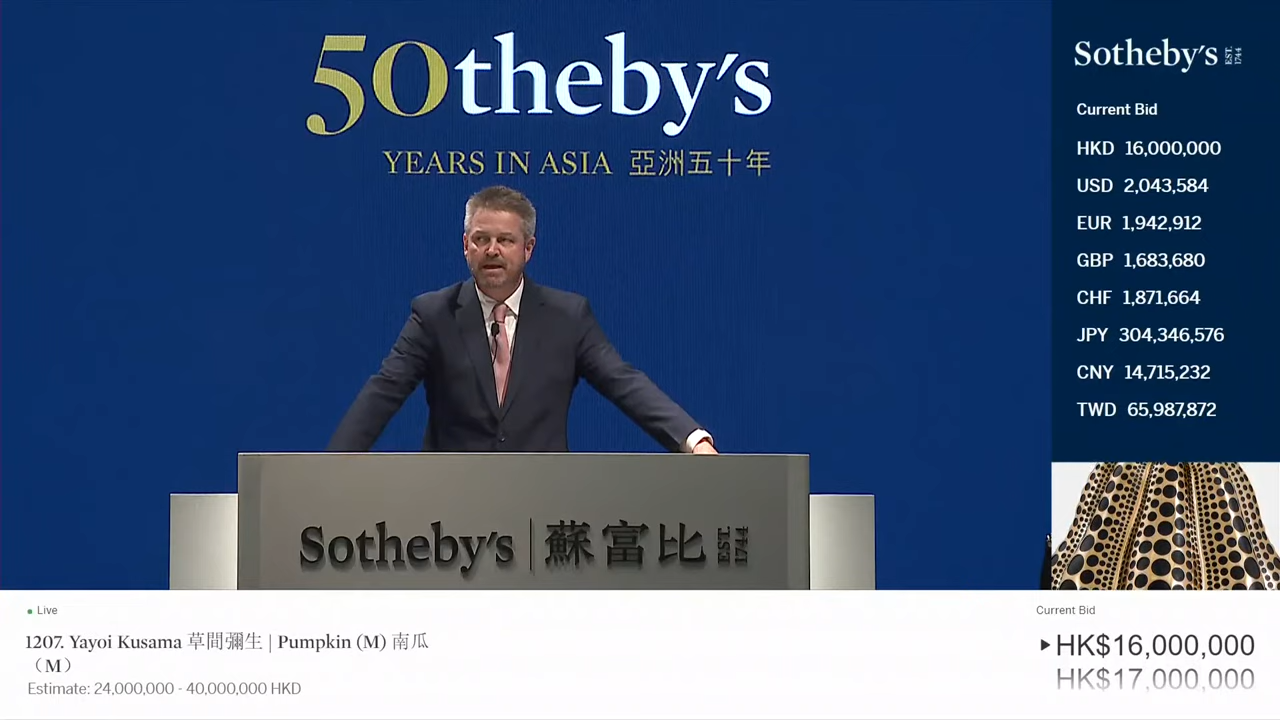 50theby's
YEARS IN ASIA 亞洲五十年
Sotheby's EST. 1744
Current Bid
HKD 16,000,000
USD 2,043,584
EUR 1,942,912
GBP 1,683,680
CHF 1,871,664
JPY 304,346,576
CNY 14,715,232
TWD 65,987,872
Sotheby's | 蘇富比 EST. 1744
Live
1207. Yayoi Kusama 草間彌生 | Pumpkin (M) 南瓜
（M）
Estimate: 24,000,000 - 40,000,000 HKD
Current Bid
HK$16,000,000
HK$17,000,000